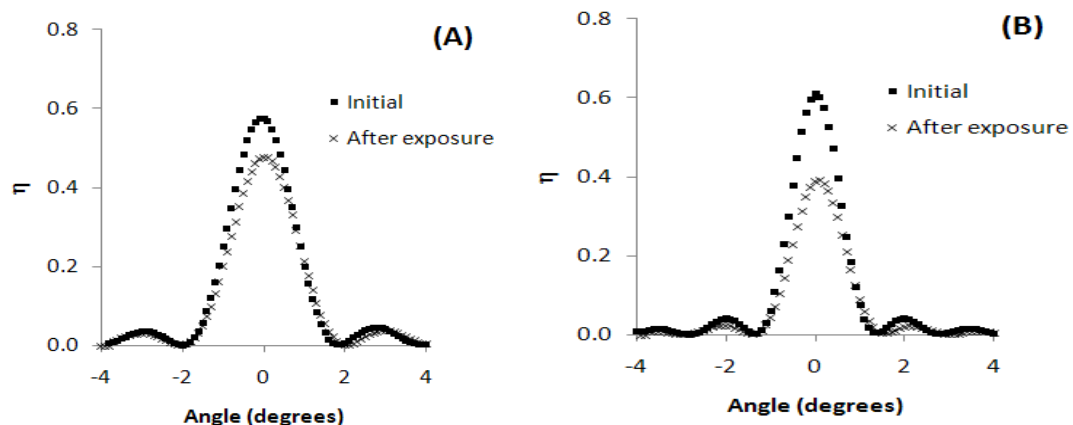 (A)
0.8
0.6
0.4
0.2
0.0
η
-4 -2 0 2 4
Angle (degrees)
Initial
After exposure
(B)
0.8
0.6
0.4
0.2
0.0
η
-4 -2 0 2 4
Angle (degrees)
Initial
After exposure